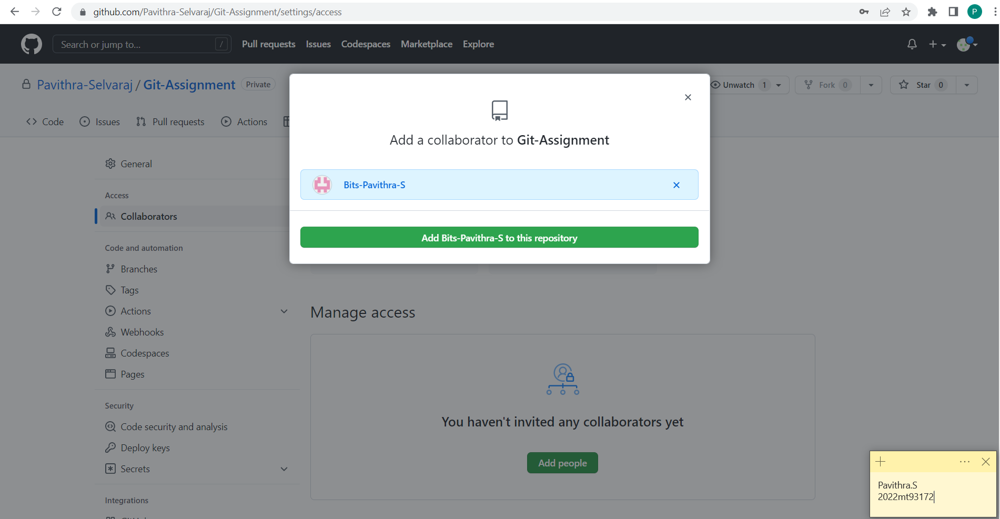 github.com/Pavithra-Selvaraj/Git-Assignment/settings/access
P
Search or jump to...
/
Pull requests Issues Codespaces Marketplace Explore
Pavithra-Selvaraj / Git-Assignment Private
Unwatch 1 Fork 0 Star 0
Code Issues Pull requests Actions
Add a collaborator to Git-Assignment
Bits-Pavithra-S
Add Bits-Pavithra-S to this repository
General
Access
Collaborators
Code and automation
Branches
Tags
Actions
Webhooks
Codespaces
Pages
Security
Code security and analysis
Deploy keys
Secrets
Integrations
Manage access
You haven't invited any collaborators yet
Add people
Pavithra.S
2022mt93172